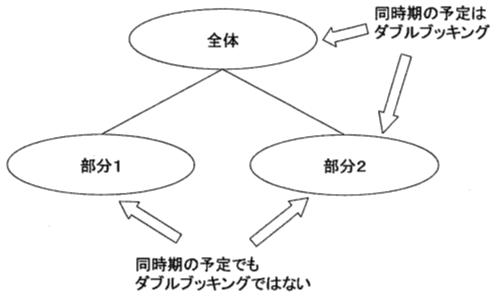 同時期の予定は
ダブルブッキング
全体
部分1
部分2
同時期の予定でも
ダブルブッキングではない